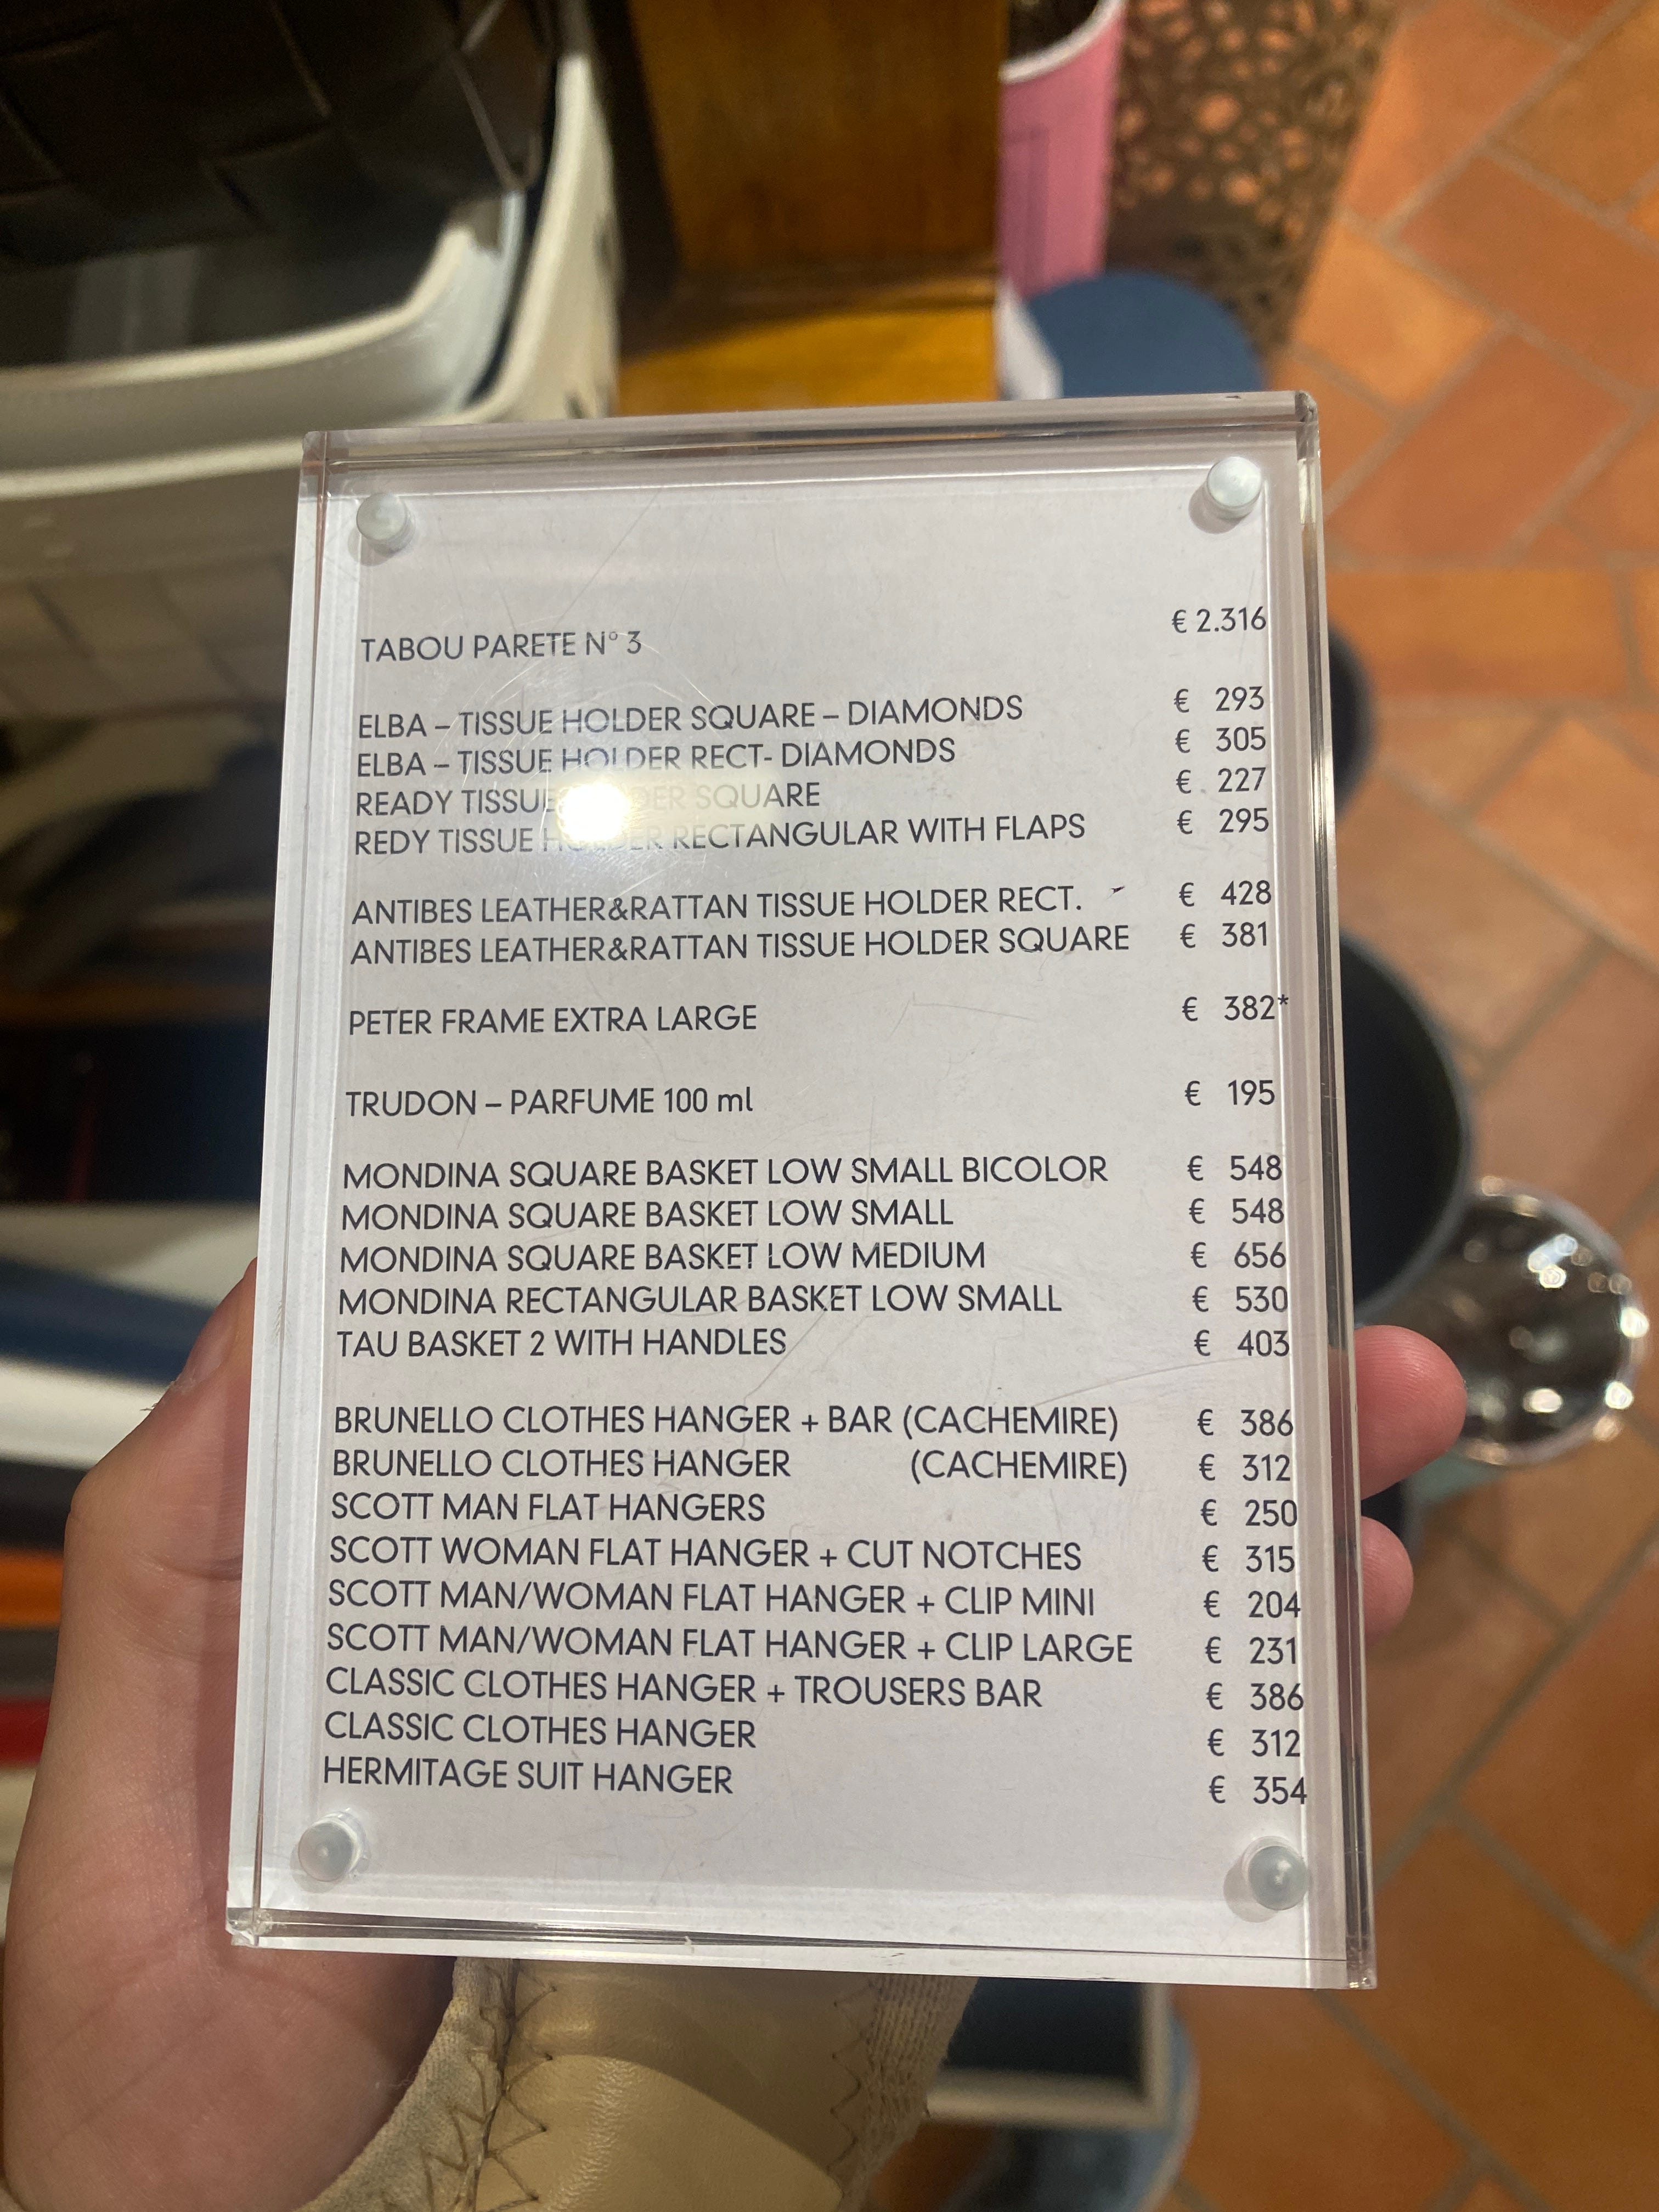 TABOU PARETE N° 3 € 2.316
ELBA – TISSUE HOLDER SQUARE – DIAMONDS € 293
ELBA – TISSUE HOLDER RECT- DIAMONDS € 305
READY TISSUE HOLDER SQUARE € 227
REDY TISSUE HOLDER RECTANGULAR WITH FLAPS € 295
ANTIBES LEATHER&RATTAN TISSUE HOLDER RECT. € 428
ANTIBES LEATHER&RATTAN TISSUE HOLDER SQUARE € 381
PETER FRAME EXTRA LARGE € 382*
TRUDON – PARFUME 100 ml € 195
MONDINA SQUARE BASKET LOW SMALL BICOLOR € 548
MONDINA SQUARE BASKET LOW SMALL € 548
MONDINA SQUARE BASKET LOW MEDIUM € 656
MONDINA RECTANGULAR BASKET LOW SMALL € 530
TAU BASKET 2 WITH HANDLES € 403
BRUNELLO CLOTHES HANGER + BAR (CACHEMIRE) € 386
BRUNELLO CLOTHES HANGER (CACHEMIRE) € 312
SCOTT MAN FLAT HANGERS € 250
SCOTT WOMAN FLAT HANGER + CUT NOTCHES € 315
SCOTT MAN/WOMAN FLAT HANGER + CLIP MINI € 204
SCOTT MAN/WOMAN FLAT HANGER + CLIP LARGE € 231
CLASSIC CLOTHES HANGER + TROUSERS BAR € 386
CLASSIC CLOTHES HANGER € 312
HERMITAGE SUIT HANGER € 354